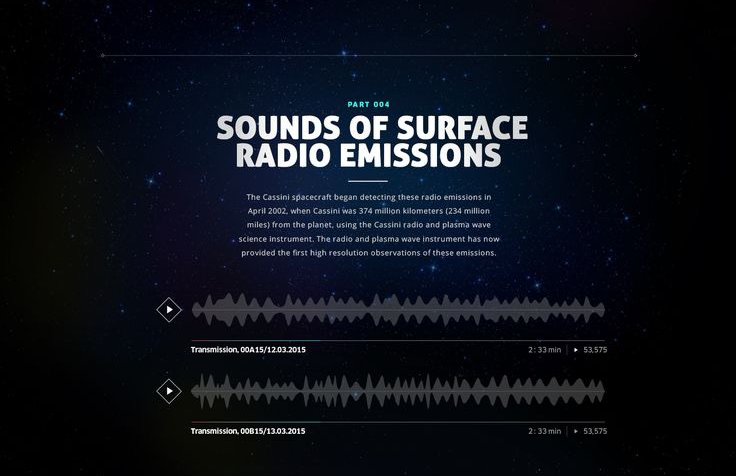 PART 004
SOUNDS OF SURFACE
RADIO EMISSIONS
The Cassini spacecraft began detecting these radio emissions in
April 2002, when Cassini was 374 million kilometers (234 million
miles) from the planet, using the Cassini radio and plasma wave
science instrument. The radio and plasma wave instrument has now
provided the first high resolution observations of these emissions.
Transmission, 00A15/12.03.2015 2 : 33 min 53,575
Transmission, 00B15/13.03.2015 2 : 33 min 53,575